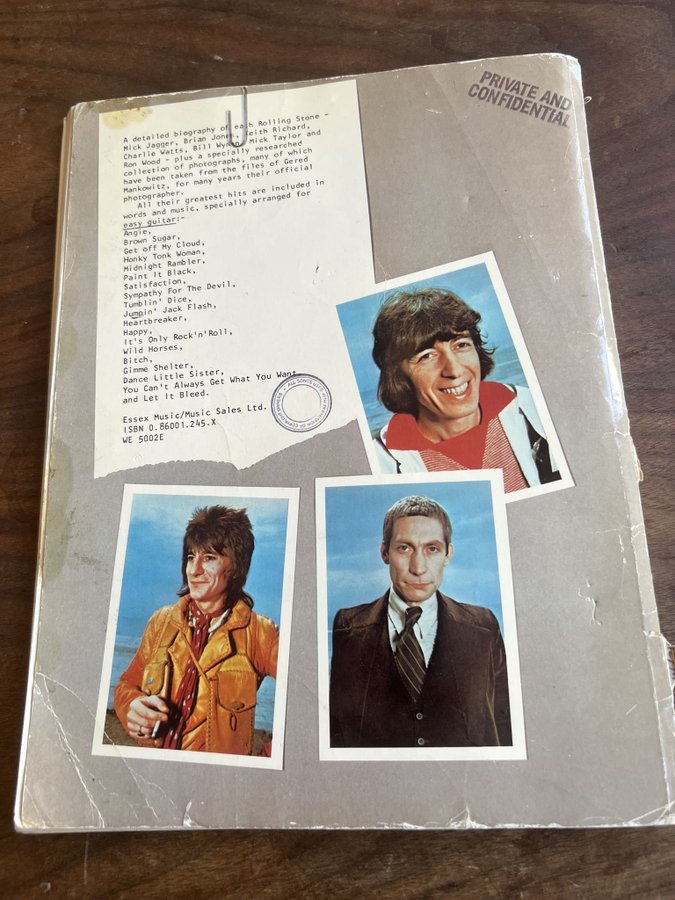 PRIVATE AND
CONFIDENTIAL
A detailed biography of each Rolling Stone -
Mick Jagger, Brian Jones, Keith Richard,
Charlie Watts, Bill Wyman, Mick Taylor and
Ron Wood - plus a specially researched
collection of photographs, many of which
have been taken from the files of Gered
Mankowitz, for many years their official
photographer.
All their greatest hits are included in
words and music, specially arranged for
easy guitar:-
Angie,
Brown Sugar,
Get off My Cloud,
Honky Tonk Woman,
Midnight Rambler,
Paint It Black,
Satisfaction,
Sympathy For The Devil,
Tumblin' Dice,
Jumpin' Jack Flash,
Heartbreaker,
Happy,
It's Only Rock'n'Roll,
Wild Horses,
Bitch,
Gimme Shelter,
Dance Little Sister,
You Can't Always Get What You Want
and Let It Bleed.
Essex Music/Music Sales Ltd.
ISBN 0.86001.245.X
WE 5002E
ALL SONGS